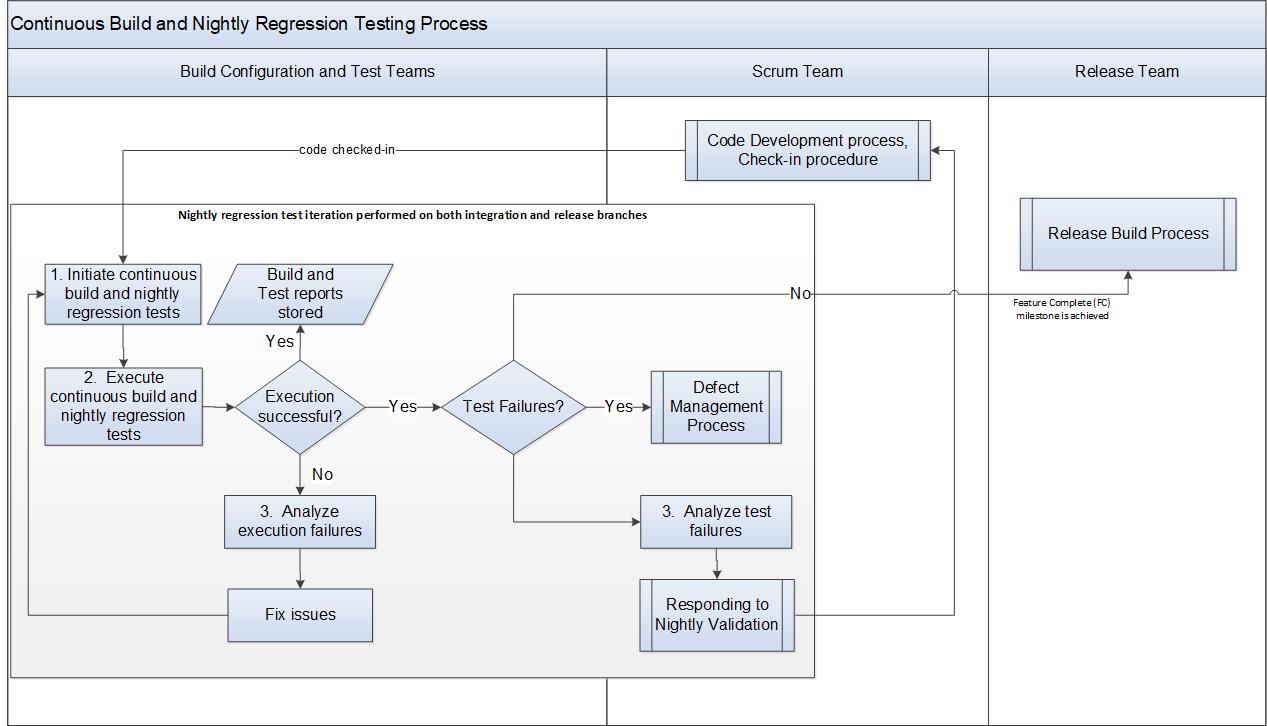 Continuous Build and Nightly Regression Testing Process
Build Configuration and Test Teams
Scrum Team
Release Team
Code Development process,
Check-in procedure
code checked-in
Nightly regression test iteration performed on both integration and release branches
Release Build Process
1. Initiate continuous
build and nightly
regression tests
Build and
Test reports
stored
No
Feature Complete (FC)
milestone is achieved
Yes
2. Execute
continuous build and
nightly regression
tests
Execution
successful?
Yes
Test Failures?
Yes
Defect
Management
Process
No
3. Analyze
execution failures
3. Analyze test
failures
Fix issues
Responding to
Nightly Validation